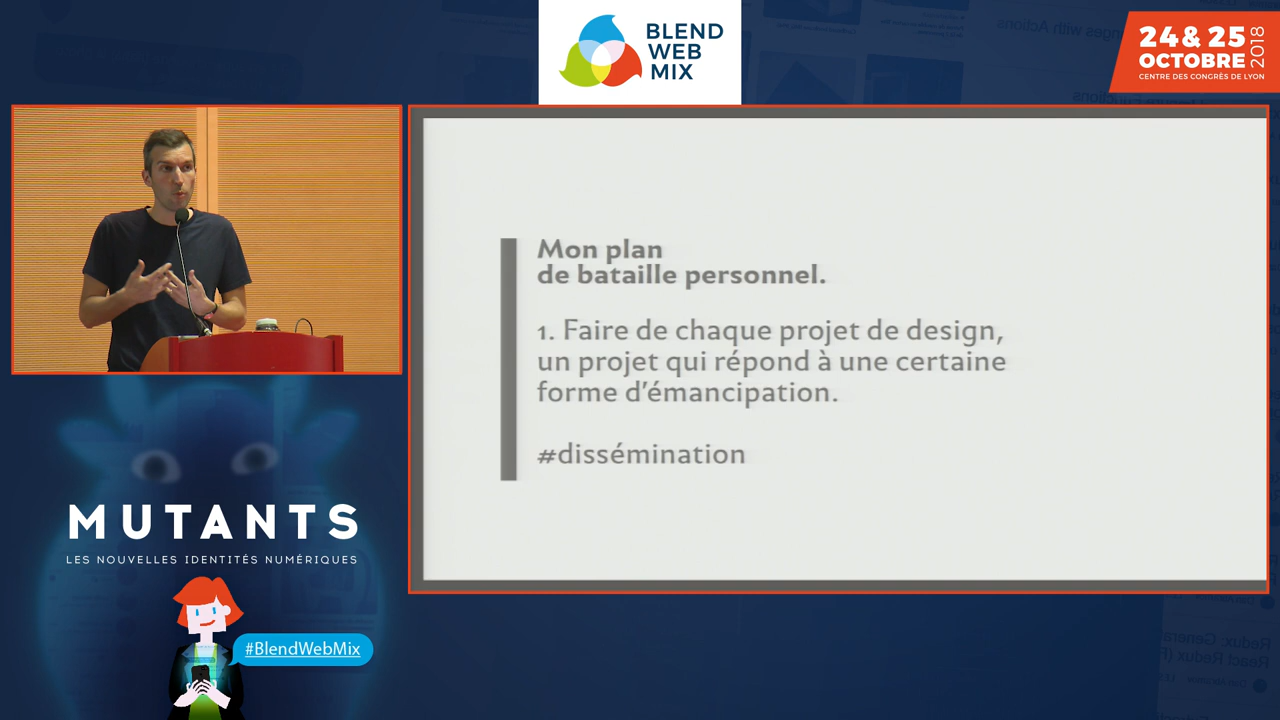 BLEND
WEB
MIX
24 & 25
OCTOBRE
2018
CENTRE DES CONGRÈS DE LYON
Mon plan
de bataille personnel.
1. Faire de chaque projet de design,
un projet qui répond à une certaine
forme d'émancipation.
#dissémination
MUTANTS
LES NOUVELLES IDENTITÉS NUMÉRIQUES
#BlendWebMix